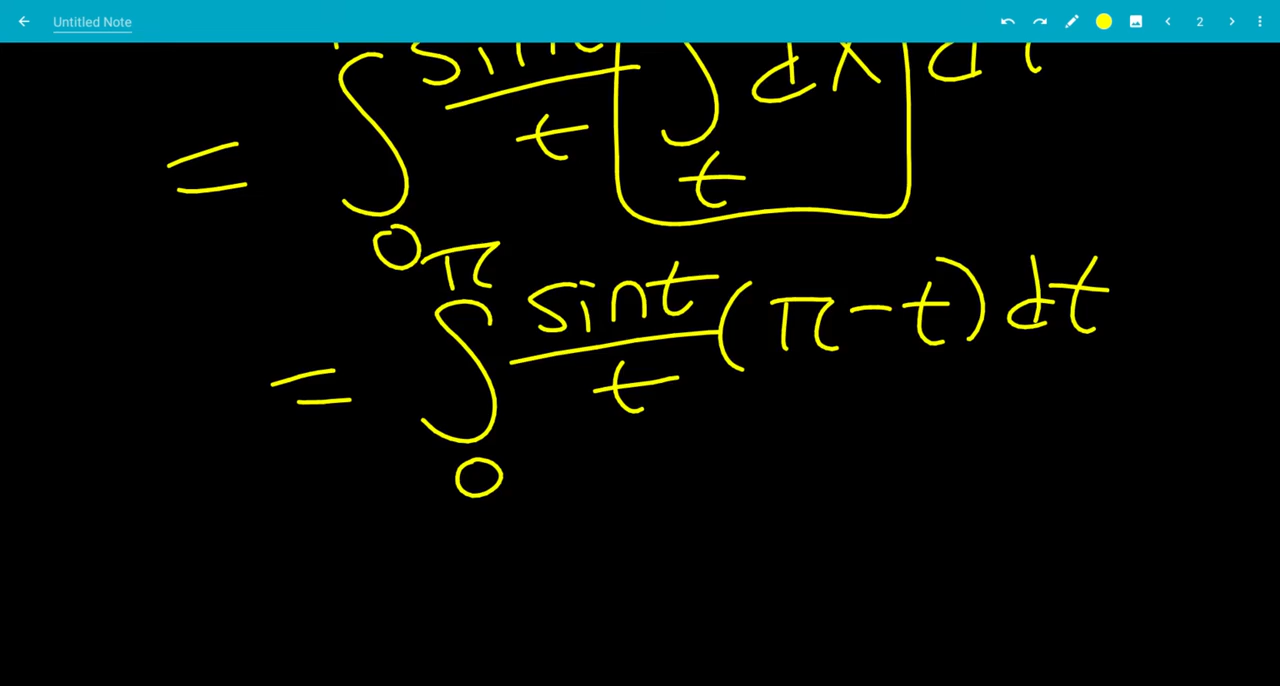 Untitled Note
2
= ∫₀ sint/t [∫ₜ dx] dt
= ∫₀^π sint/t (π-t) dt